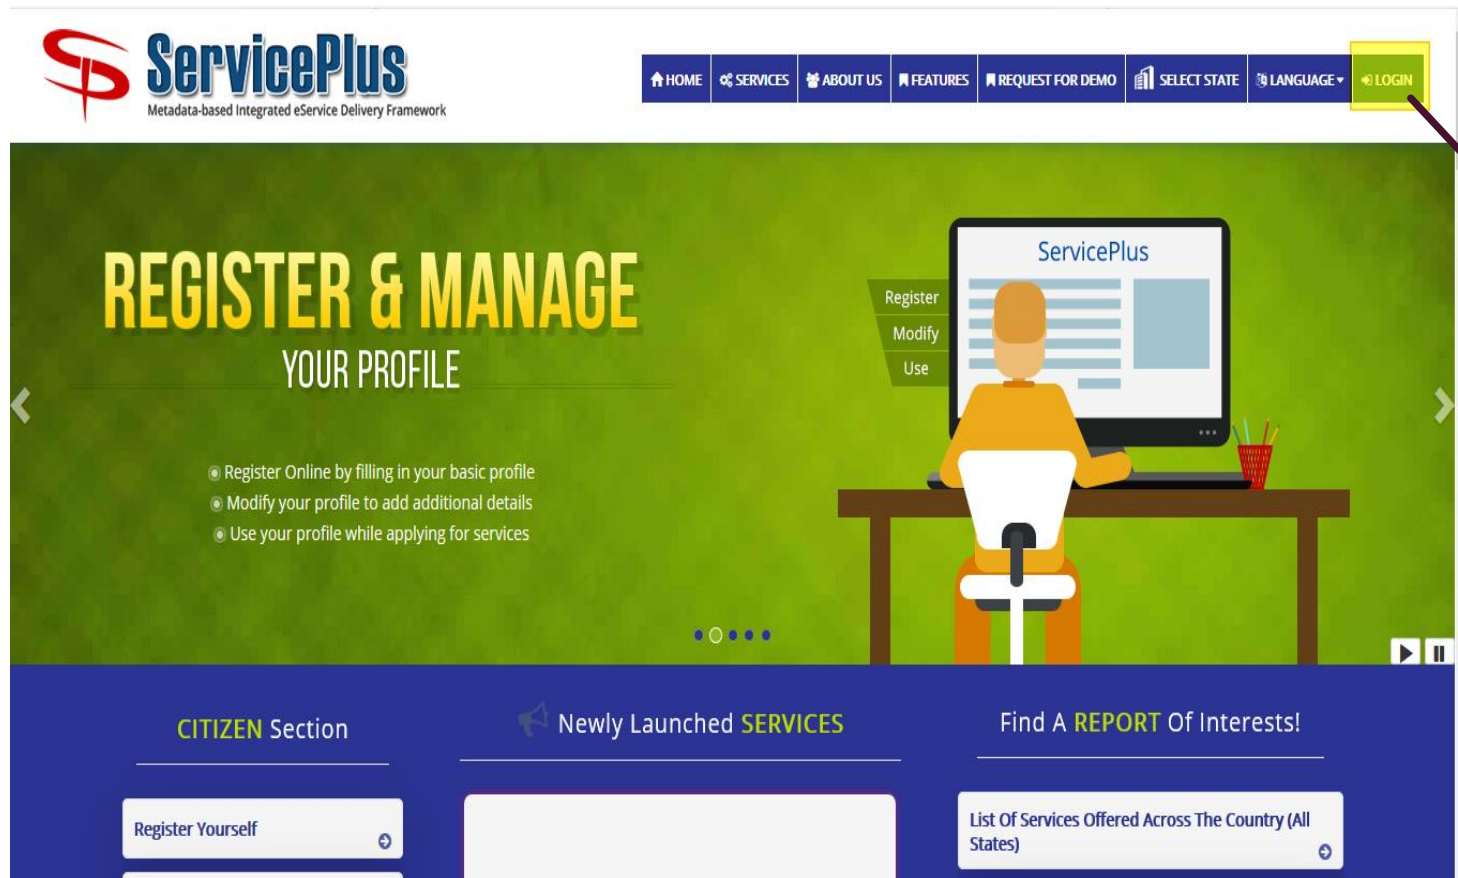 ServicePlus
Metadata-based Integrated eService Delivery Framework
HOME SERVICES ABOUT US FEATURES REQUEST FOR DEMO SELECT STATE LANGUAGE LOGIN
REGISTER & MANAGE
YOUR PROFILE
Register Online by filling in your basic profile
Modify your profile to add additional details
Use your profile while applying for services
ServicePlus
Register
Modify
Use
CITIZEN Section
Register Yourself
Newly Launched SERVICES
Find A REPORT Of Interests!
List Of Services Offered Across The Country (All
States)